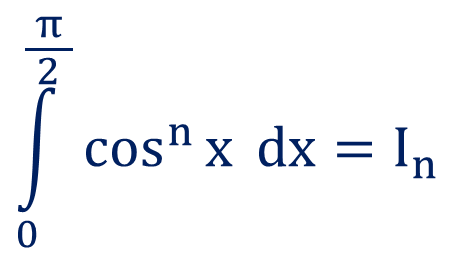 π
2
∫ cosⁿ x dx = Iₙ
0